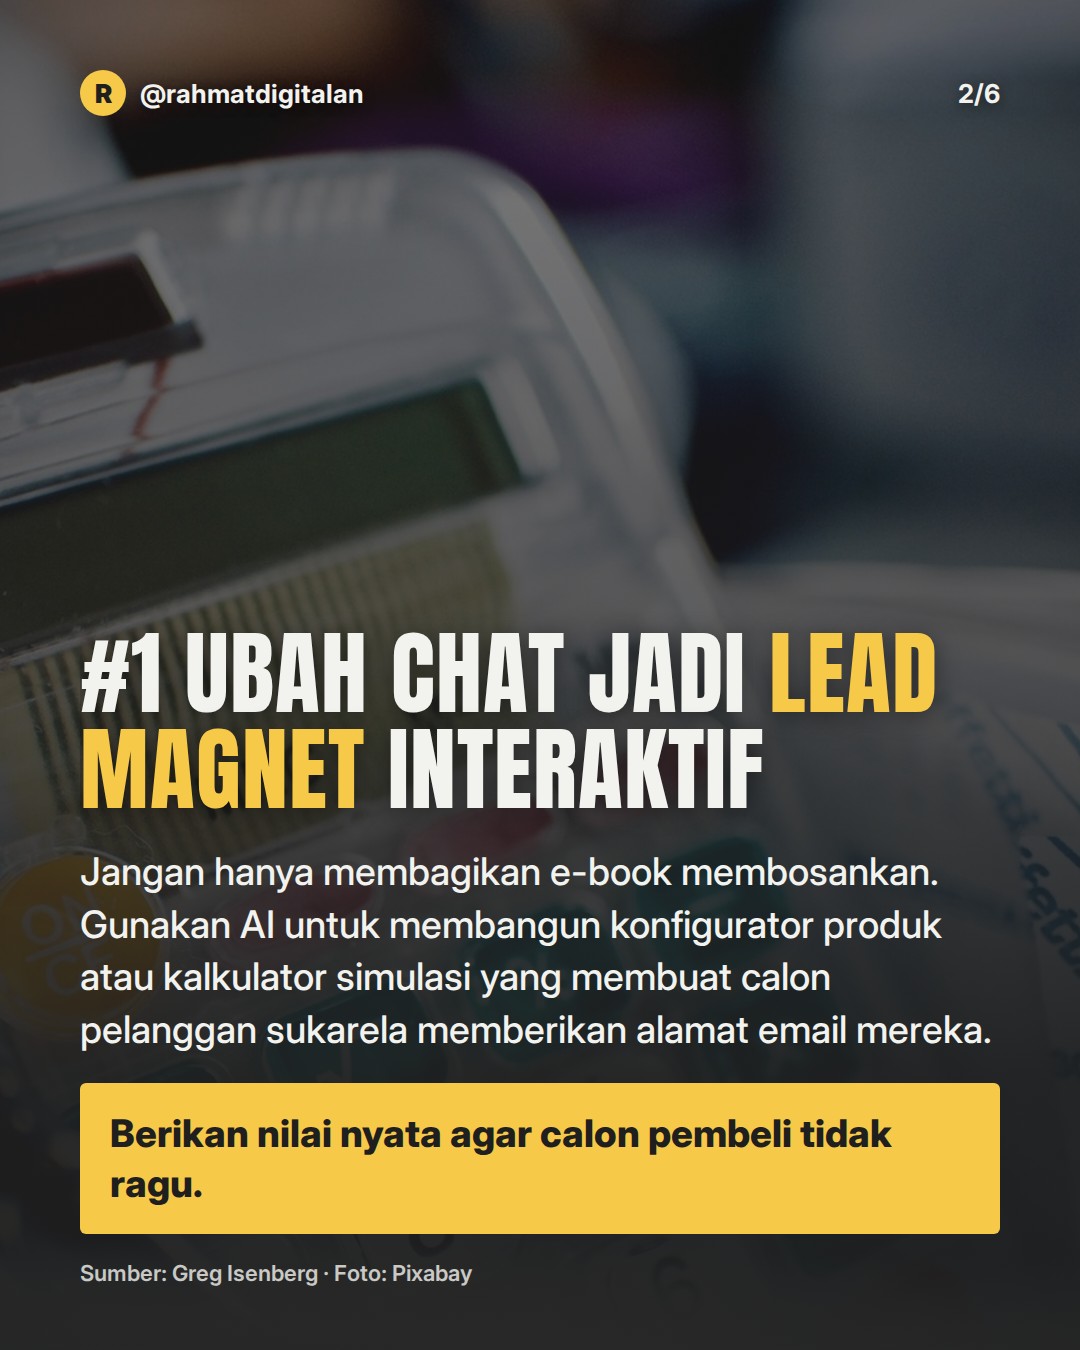 R @rahmatdigitalan 2/6
#1 UBAH CHAT JADI LEAD
MAGNET INTERAKTIF
Jangan hanya membagikan e-book membosankan.
Gunakan AI untuk membangun konfigurator produk
atau kalkulator simulasi yang membuat calon
pelanggan sukarela memberikan alamat email mereka.
Berikan nilai nyata agar calon pembeli tidak
ragu.
Sumber: Greg Isenberg · Foto: Pixabay